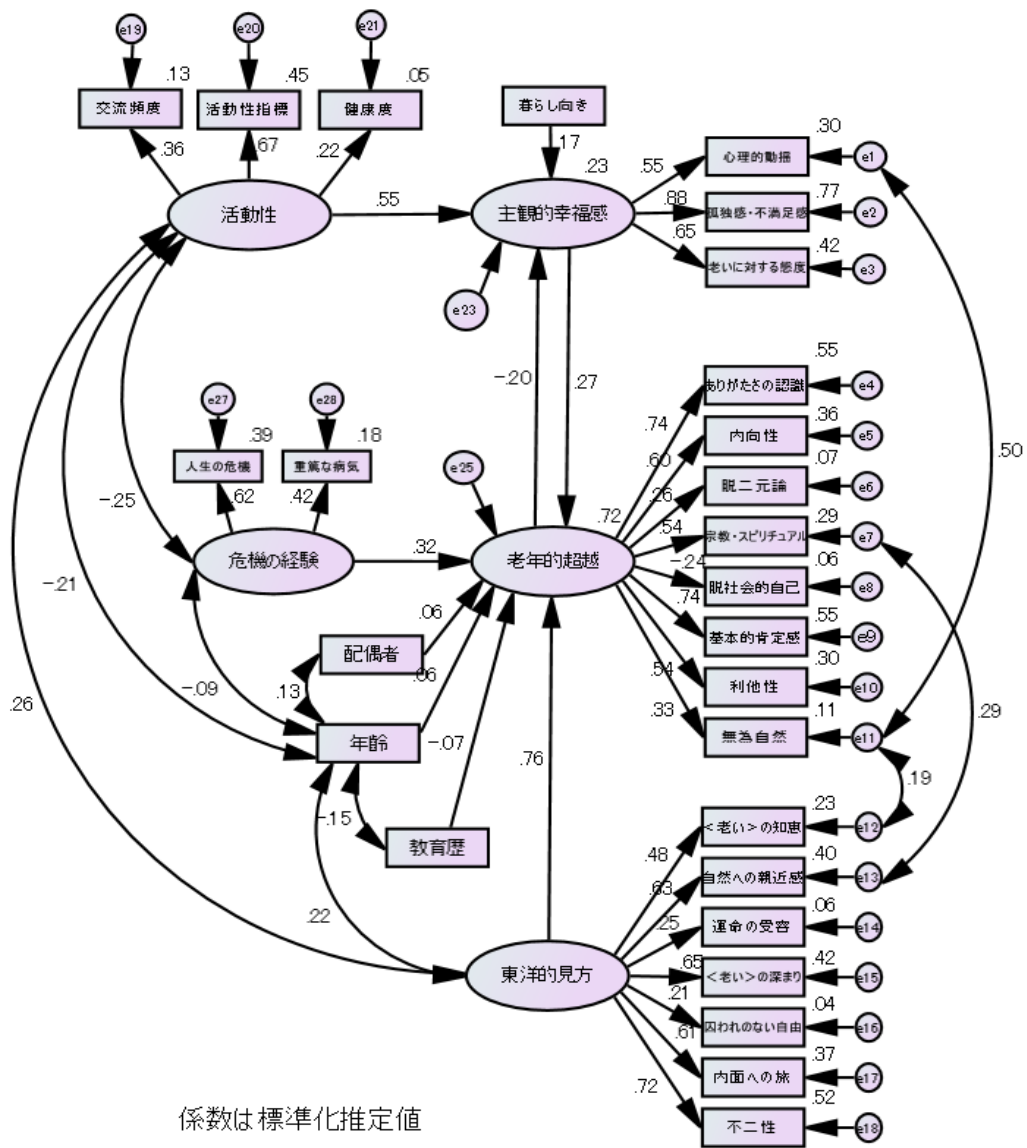 e19
e20
e21
.13
.45
.05
交流頻度
活動性指標
健康度
暮らし向き
.36
.67
.22
.17
.23
.55
.30
心理的動揺
e1
活動性
.55
主観的幸福感
.88
孤独感・不満足感
.77
e2
.65
老いに対する態度
.42
e3
e23
-.20
.27
.50
.55
ありがたさの認識
e4
.74
e27
e28
.39
.18
人生の危機
重篤な病気
.62
.42
内向性
.36
e5
.60
e25
脱二元論
.07
e6
.26
.72
-.25
危機の経験
.32
老年的超越
.54
宗教・スピリチュアル
.29
e7
-.24
脱社会的自己
.06
e8
.74
基本的肯定感
.55
e9
-.21
.06
配偶者
.06
.54
利他性
.30
e10
-.09
.13
.33
無為自然
.11
e11
.26
年齢
-.07
.76
.29
.19
-.15
教育歴
<老い>の知恵
.23
e12
.48
自然への親近感
.40
e13
.63
.22
運命の受容
.06
e14
.25
東洋的見方
.65
<老い>の深まり
.42
e15
.21
囚われのない自由
.04
e16
.61
内面への旅
.37
e17
.72
不二性
.52
e18
係数は標準化推定値